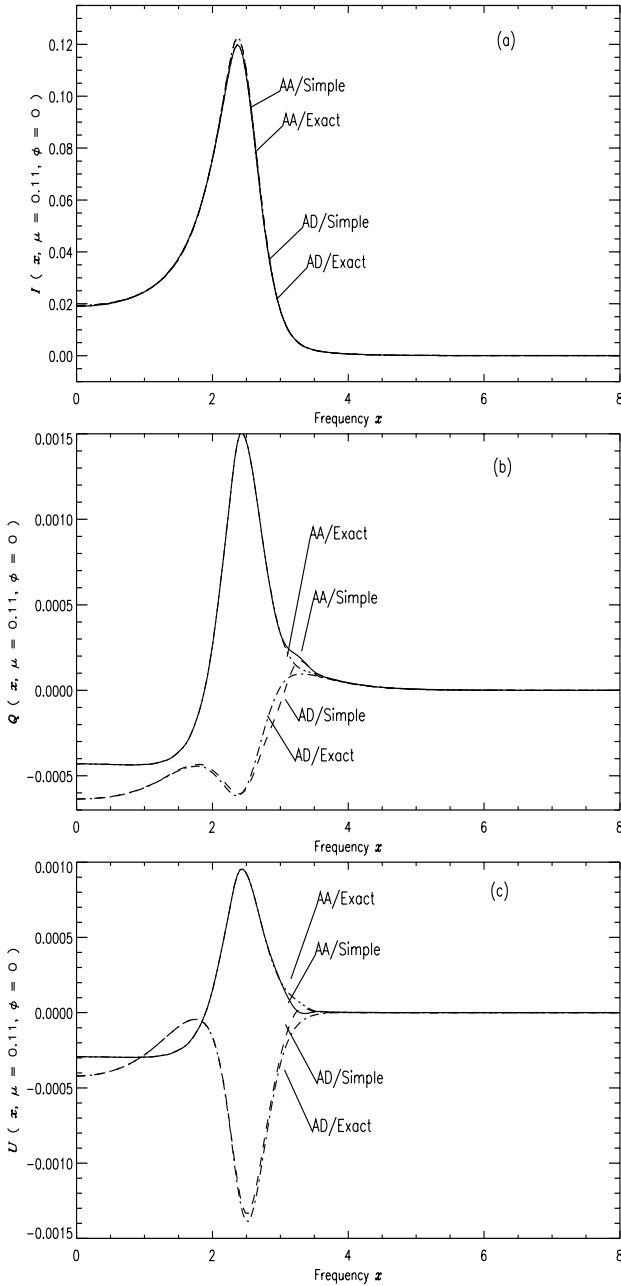 (a)
0.12
0.10
0.08
0.06
0.04
0.02
0.00
I ( x, μ = 0.11, ϕ = 0 )
AA/Simple
AA/Exact
AD/Simple
AD/Exact
0 2 4 6 8
Frequency x
(b)
0.0015
0.0010
0.0005
0.0000
−0.0005
Q ( x, μ = 0.11, ϕ = 0 )
AA/Exact
AA/Simple
AD/Simple
AD/Exact
0 2 4 6 8
Frequency x
(c)
0.0010
0.0005
0.0000
−0.0005
−0.0010
−0.0015
U ( x, μ = 0.11, ϕ = 0 )
AA/Exact
AA/Simple
AD/Simple
AD/Exact
0 2 4 6 8
Frequency x